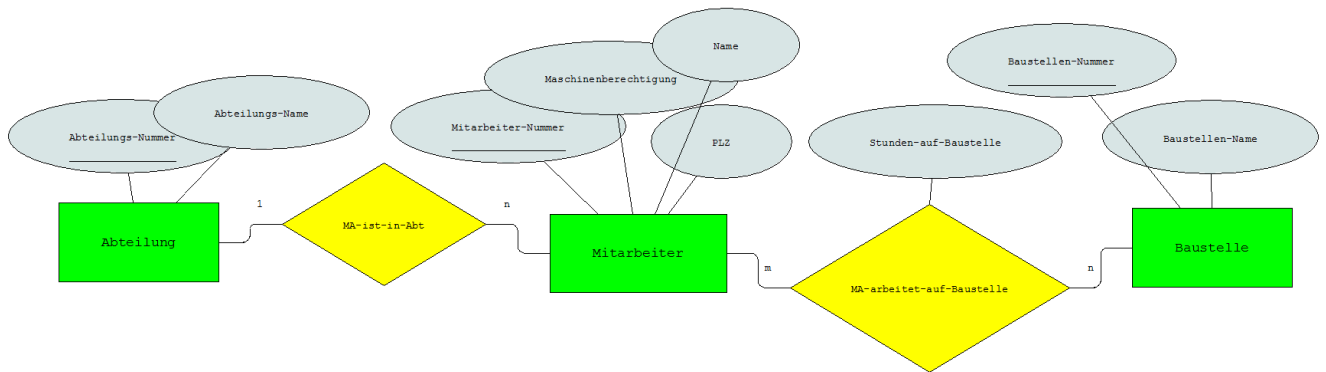 Name
Baustellen-Nummer
Maschinenberechtigung
Abteilungs-Name
Mitarbeiter-Nummer
Abteilungs-Nummer
PLZ
Stunden-auf-Baustelle
Baustellen-Name
1
n
MA-ist-in-Abt
Abteilung
Mitarbeiter
Baustelle
m
n
MA-arbeitet-auf-Baustelle